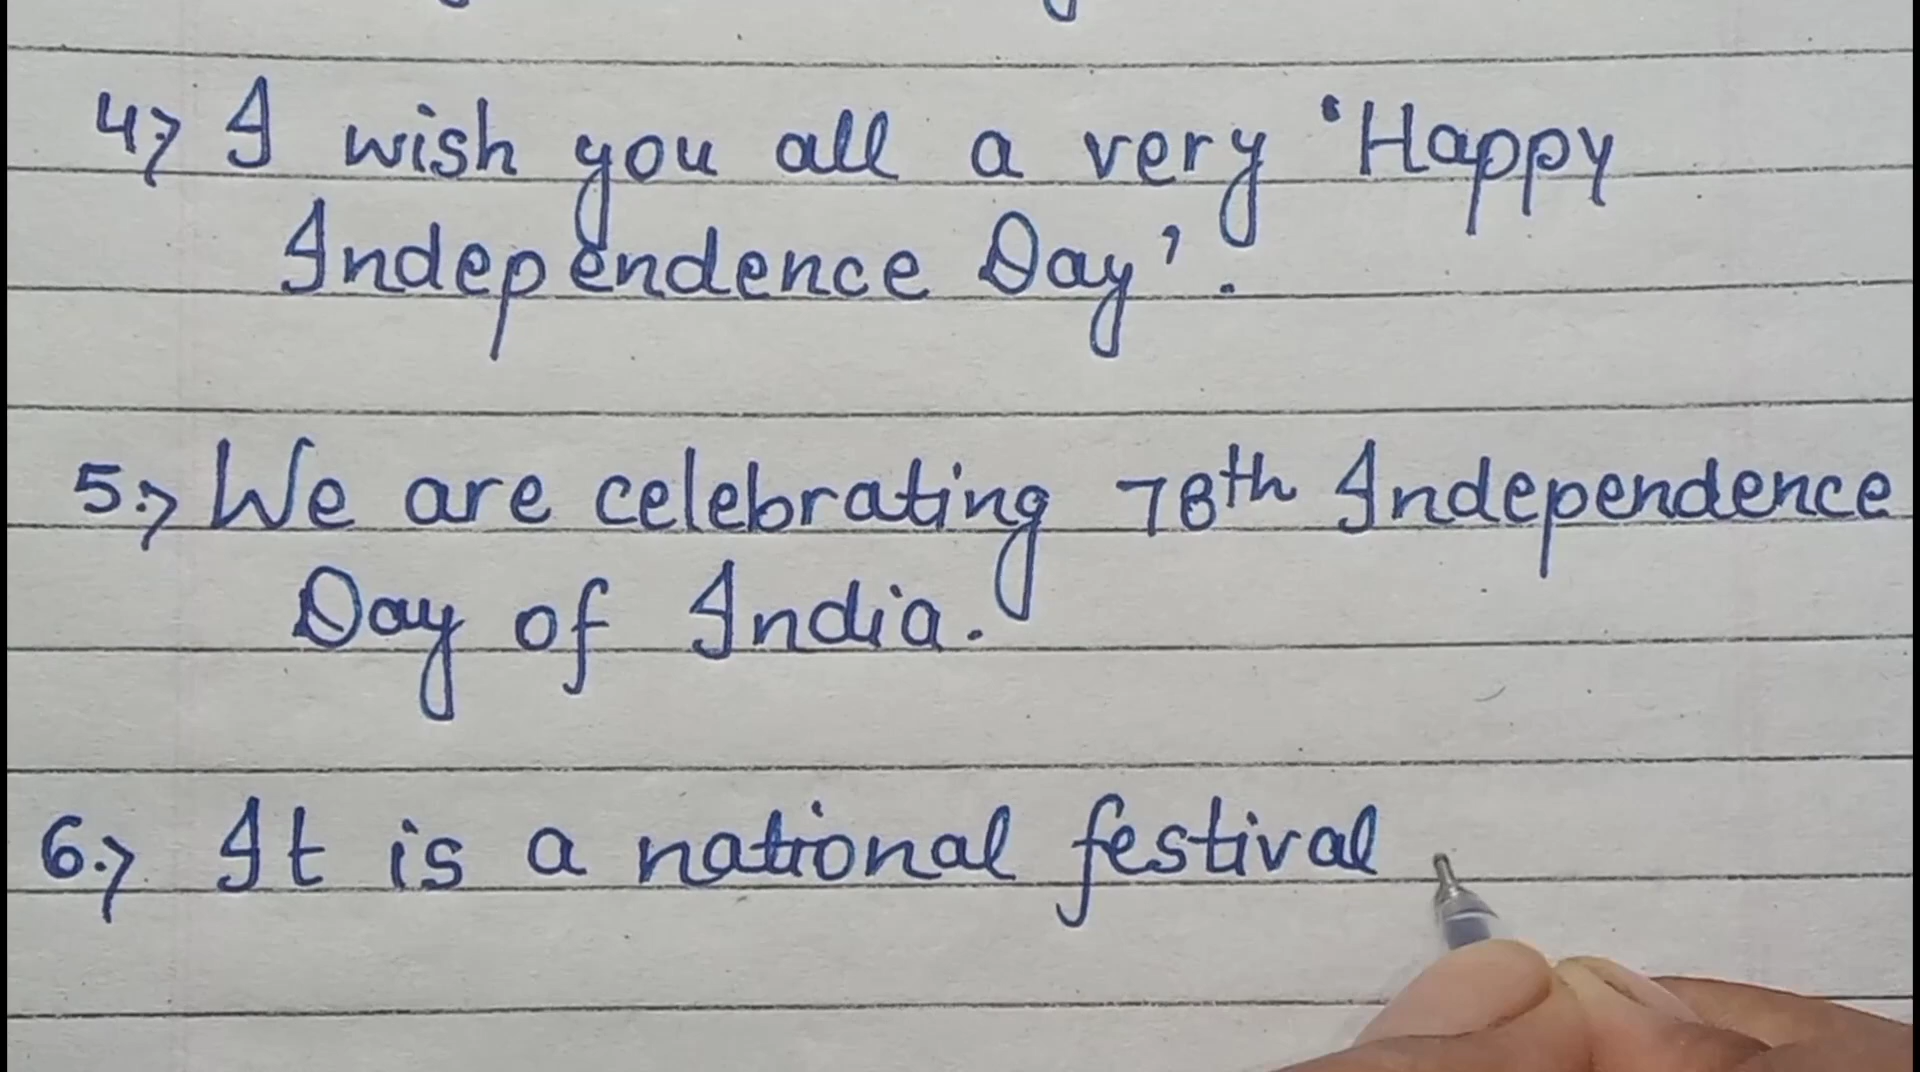 4.> I wish you all a very 'Happy
Independence Day'.
5.> We are celebrating 78th Independence
Day of India.
6.> It is a national festival